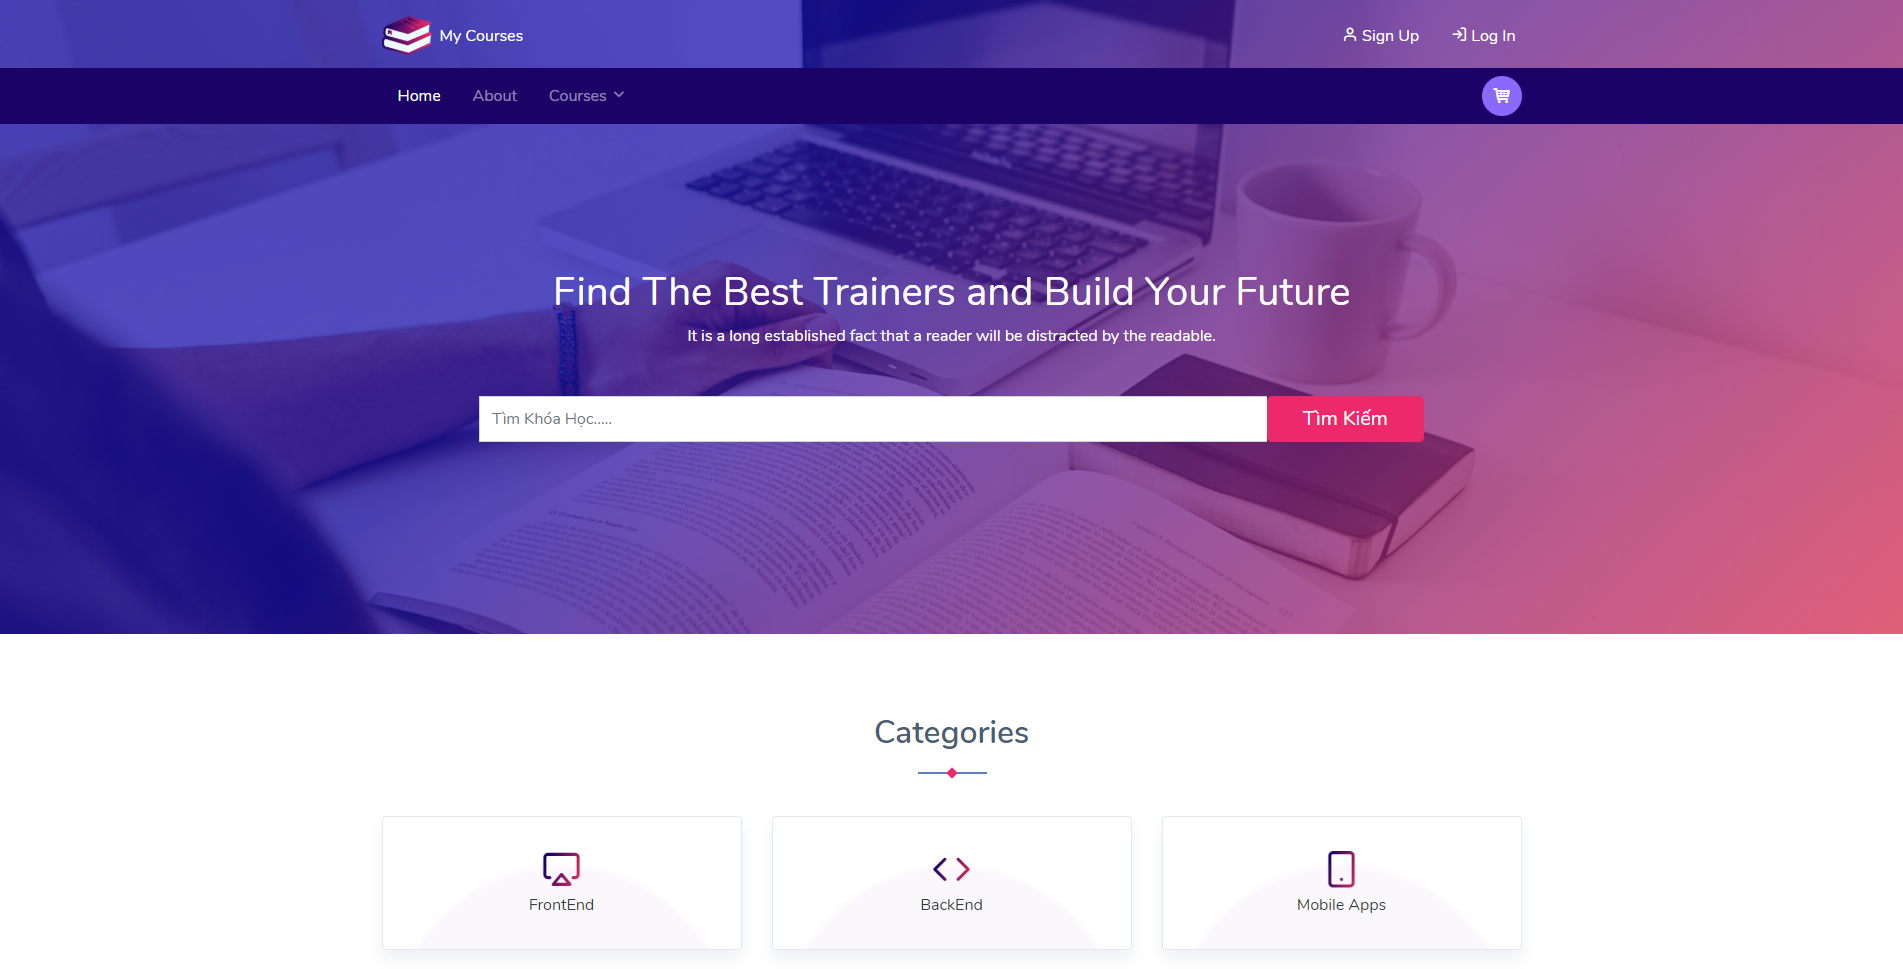 My Courses
Sign Up
Log In
Home
About
Courses
Find The Best Trainers and Build Your Future
It is a long established fact that a reader will be distracted by the readable.
Tìm Khóa Học.....
Tìm Kiếm
Categories
FrontEnd
BackEnd
Mobile Apps